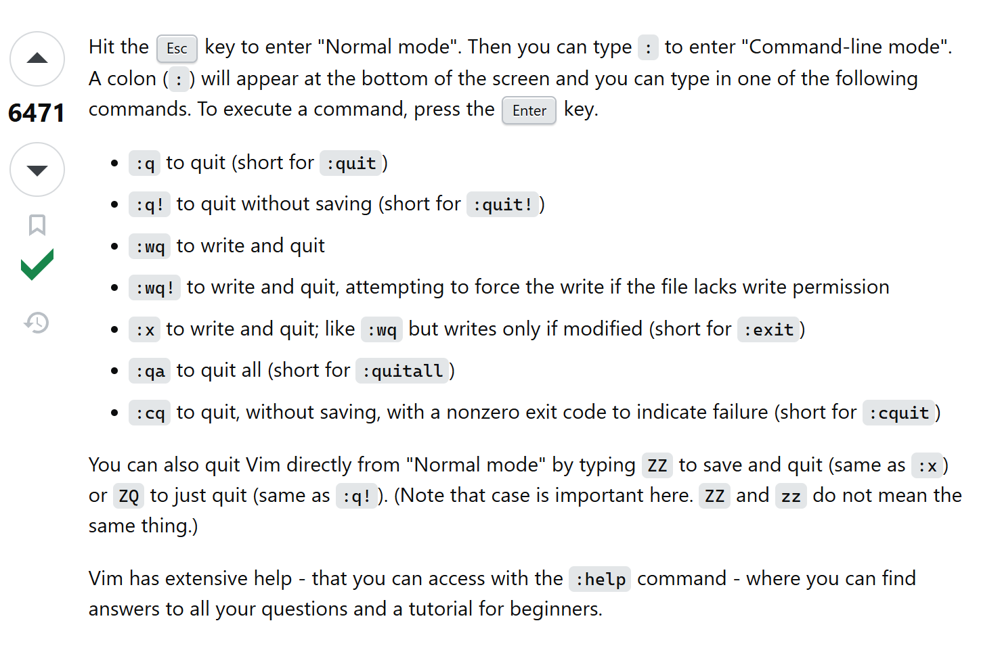 Hit the Esc key to enter "Normal mode". Then you can type : to enter "Command-line mode".
A colon (:) will appear at the bottom of the screen and you can type in one of the following
6471
commands. To execute a command, press the Enter key.
:q to quit (short for :quit)
:q! to quit without saving (short for :quit!)
:wq to write and quit
:wq! to write and quit, attempting to force the write if the file lacks write permission
:x to write and quit; like :wq but writes only if modified (short for :exit)
:qa to quit all (short for :quitall)
:cq to quit, without saving, with a nonzero exit code to indicate failure (short for :cquit)
You can also quit Vim directly from "Normal mode" by typing ZZ to save and quit (same as :x)
or ZQ to just quit (same as :q!). (Note that case is important here. ZZ and zz do not mean the
same thing.)
Vim has extensive help - that you can access with the :help command - where you can find
answers to all your questions and a tutorial for beginners.